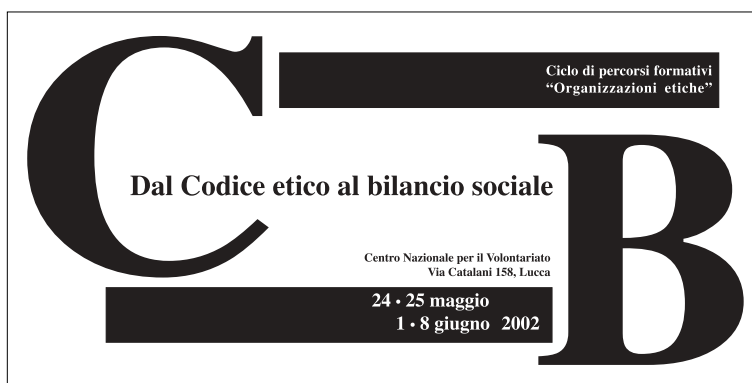 C
Ciclo di percorsi formativi
“Organizzazioni etiche”
Dal Codice etico al bilancio sociale
B
Centro Nazionale per il Volontariato
Via Catalani 158, Lucca
24 • 25 maggio
1 • 8 giugno 2002